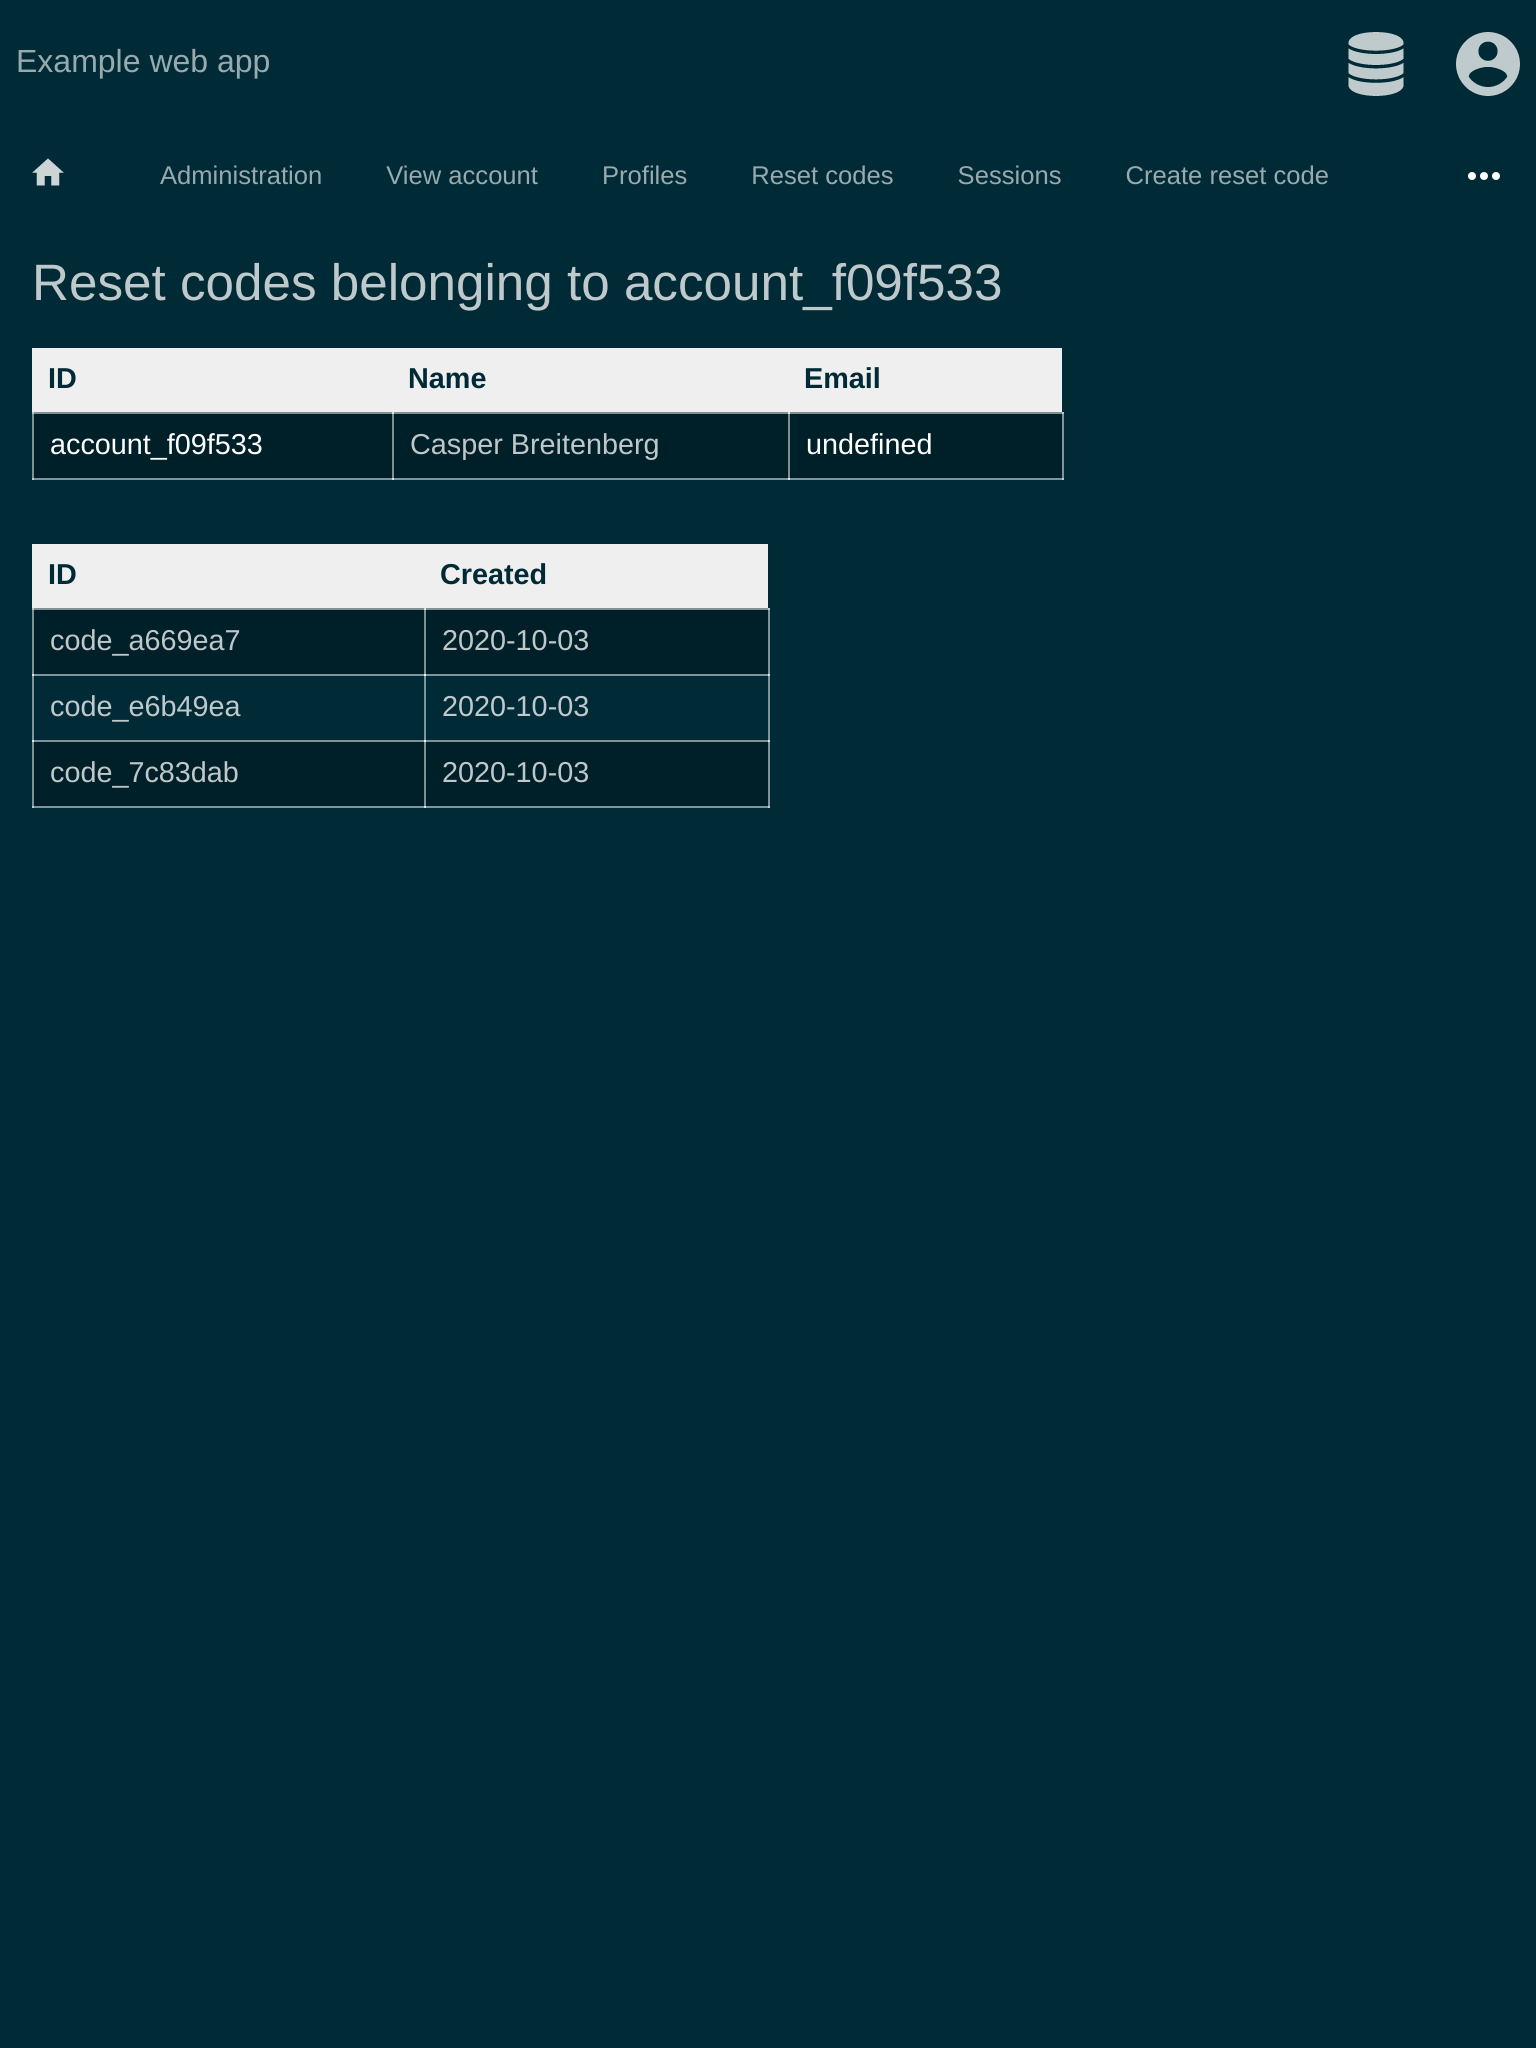 Example web app
Administration View account Profiles Reset codes Sessions Create reset code
Reset codes belonging to account_f09f533
ID Name Email
account_f09f533 Casper Breitenberg undefined
ID Created
code_a669ea7 2020-10-03
code_e6b49ea 2020-10-03
code_7c83dab 2020-10-03